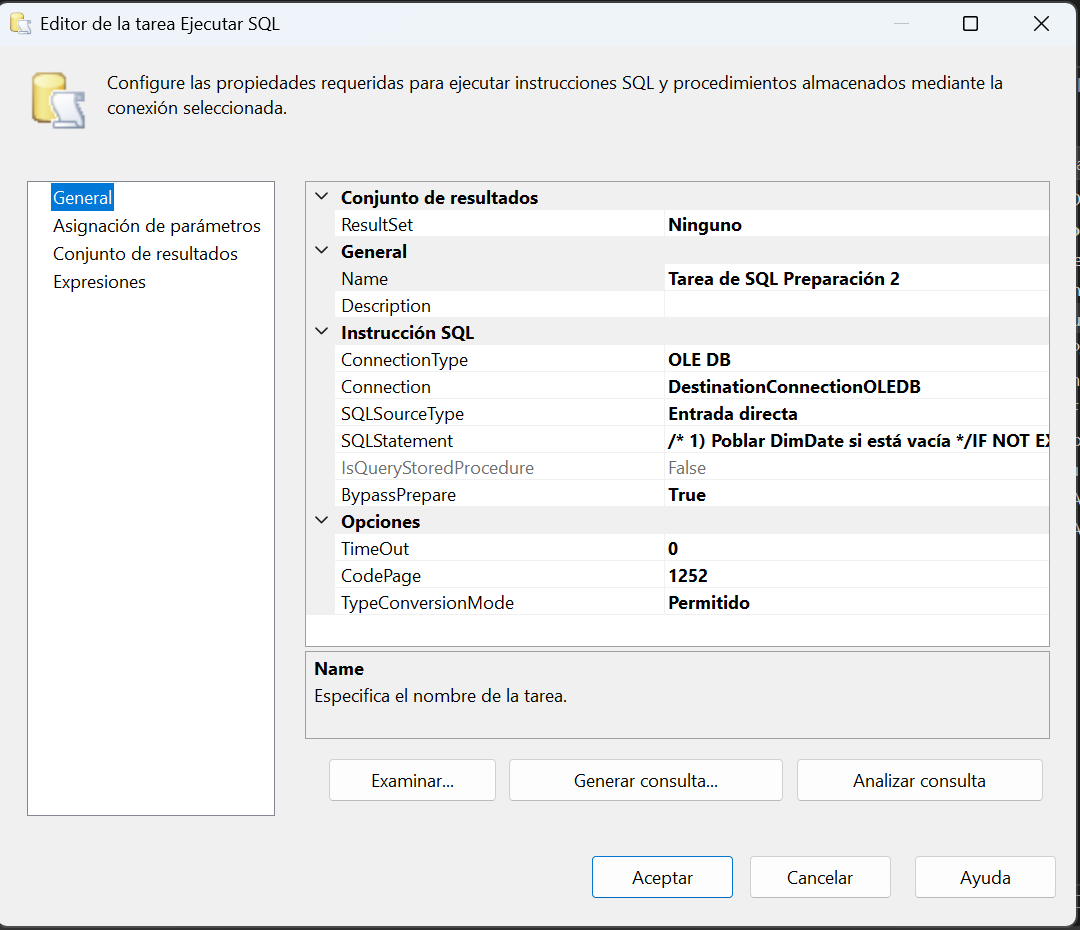 Editor de la tarea Ejecutar SQL
Configure las propiedades requeridas para ejecutar instrucciones SQL y procedimientos almacenados mediante la
conexión seleccionada.
General
Asignación de parámetros
Conjunto de resultados
Expresiones
Conjunto de resultados
ResultSet Ninguno
General
Name Tarea de SQL Preparación 2
Description
Instrucción SQL
ConnectionType OLE DB
Connection DestinationConnectionOLEDB
SQLSourceType Entrada directa
SQLStatement /* 1) Poblar DimDate si está vacía */IF NOT EX
IsQueryStoredProcedure False
BypassPrepare True
Opciones
TimeOut 0
CodePage 1252
TypeConversionMode Permitido
Name
Especifica el nombre de la tarea.
Examinar... Generar consulta... Analizar consulta
Aceptar Cancelar Ayuda